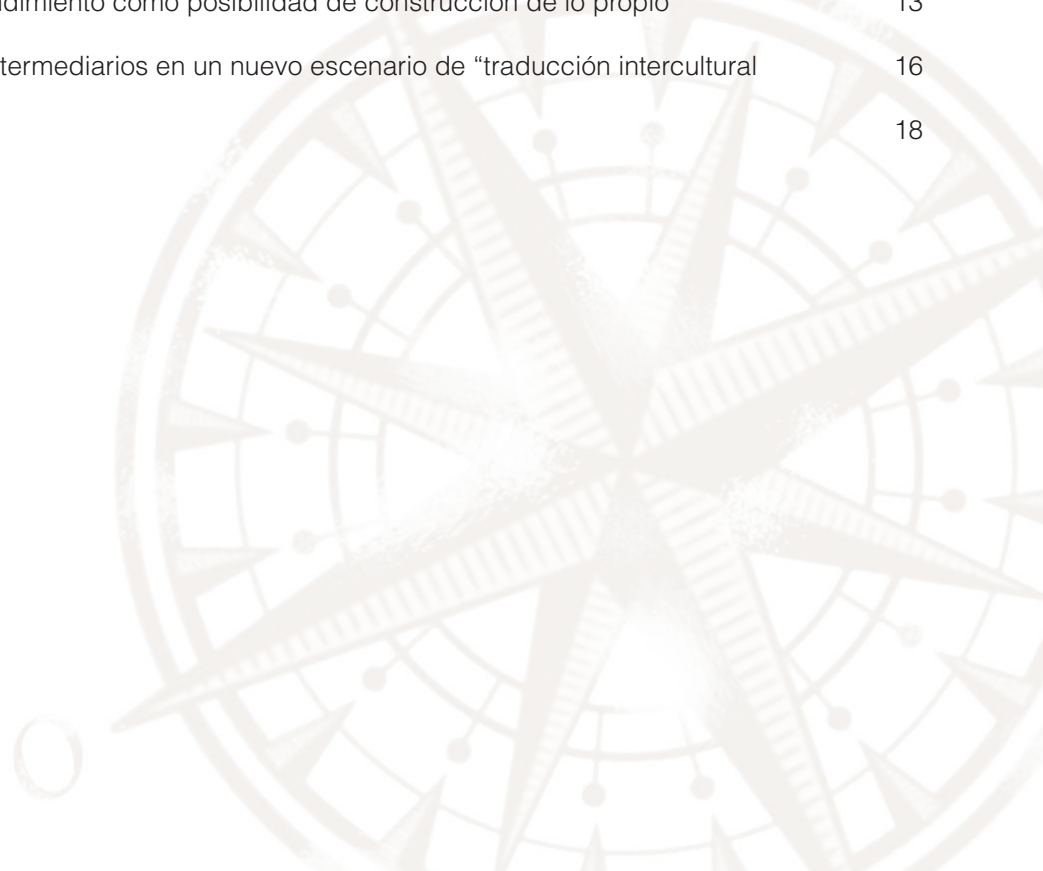 dimiento como posibilidad de construcción de lo propio 13
termediarios en un nuevo escenario de “traducción intercultural 16
18
O